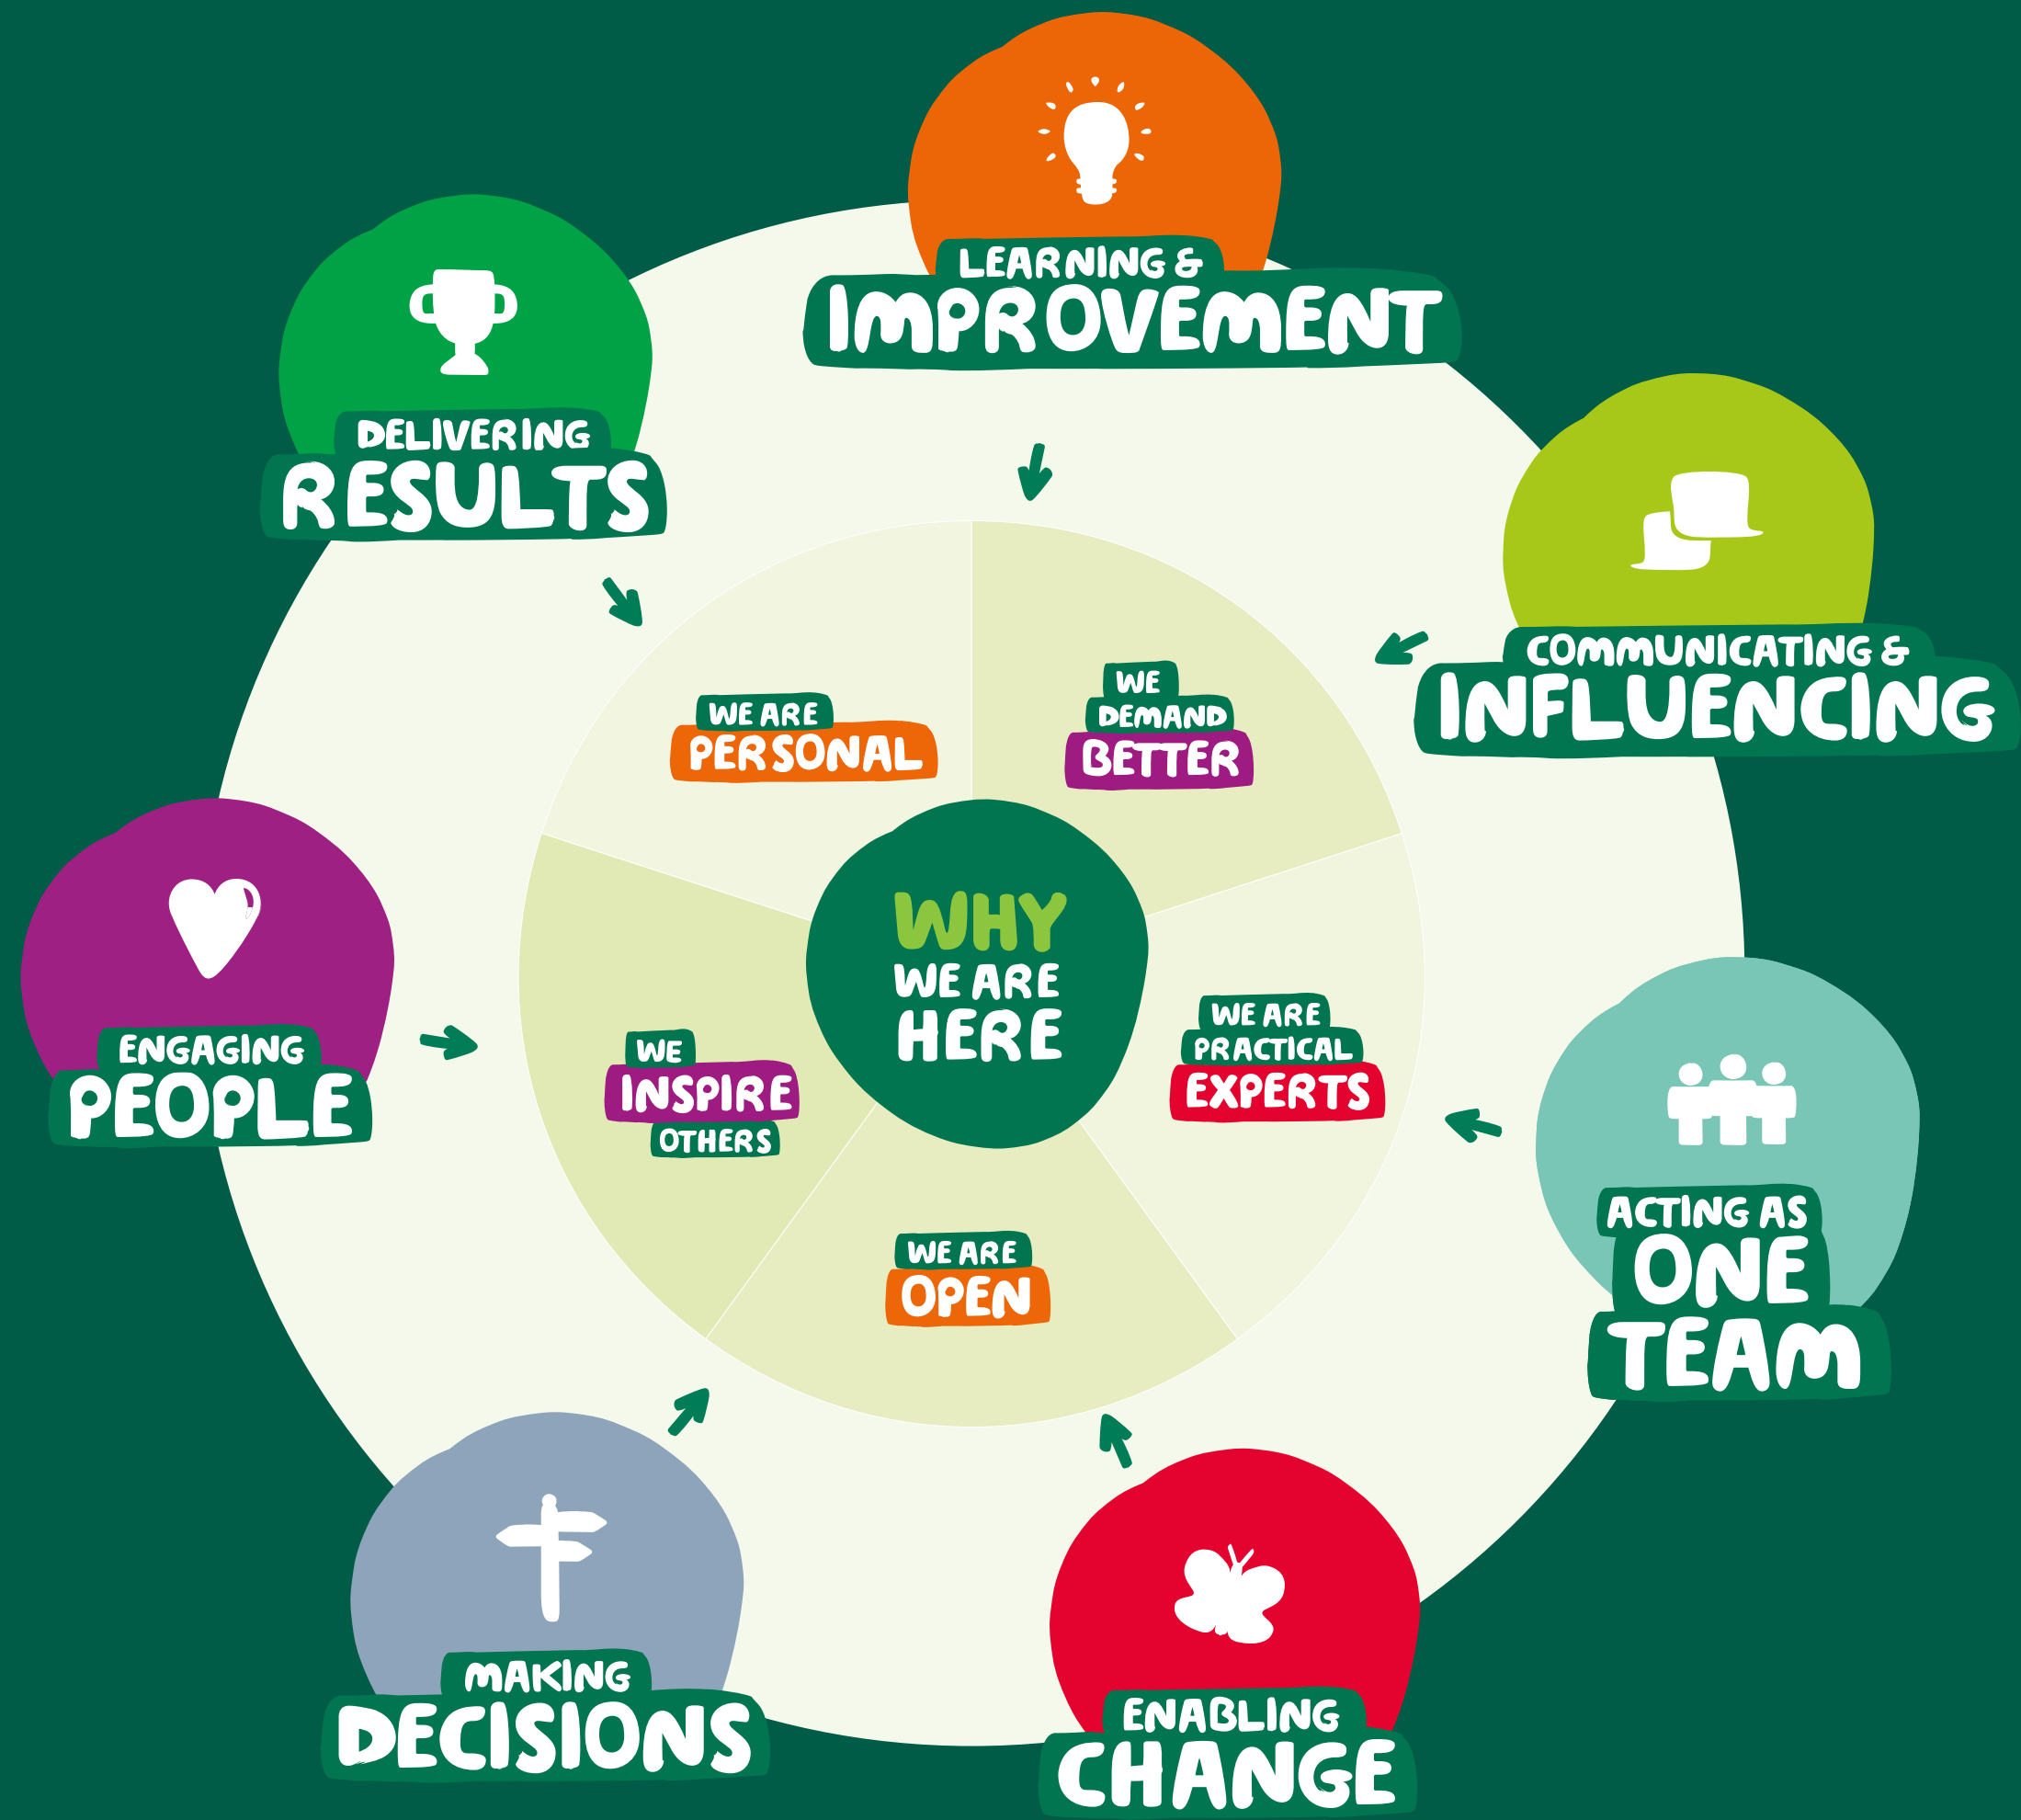 LEARNING &
IMPROVEMENT
DELIVERING
RESULTS
COMMUNICATING &
INFLUENCING
WE ARE
PERSONAL
WE
DEMAND
BETTER
WHY
WE ARE
HERE
ENGAGING
PEOPLE
WE
INSPIRE
OTHERS
WE ARE
PRACTICAL
EXPERTS
ACTING AS
ONE
TEAM
WE ARE
OPEN
MAKING
DECISIONS
ENABLING
CHANGE